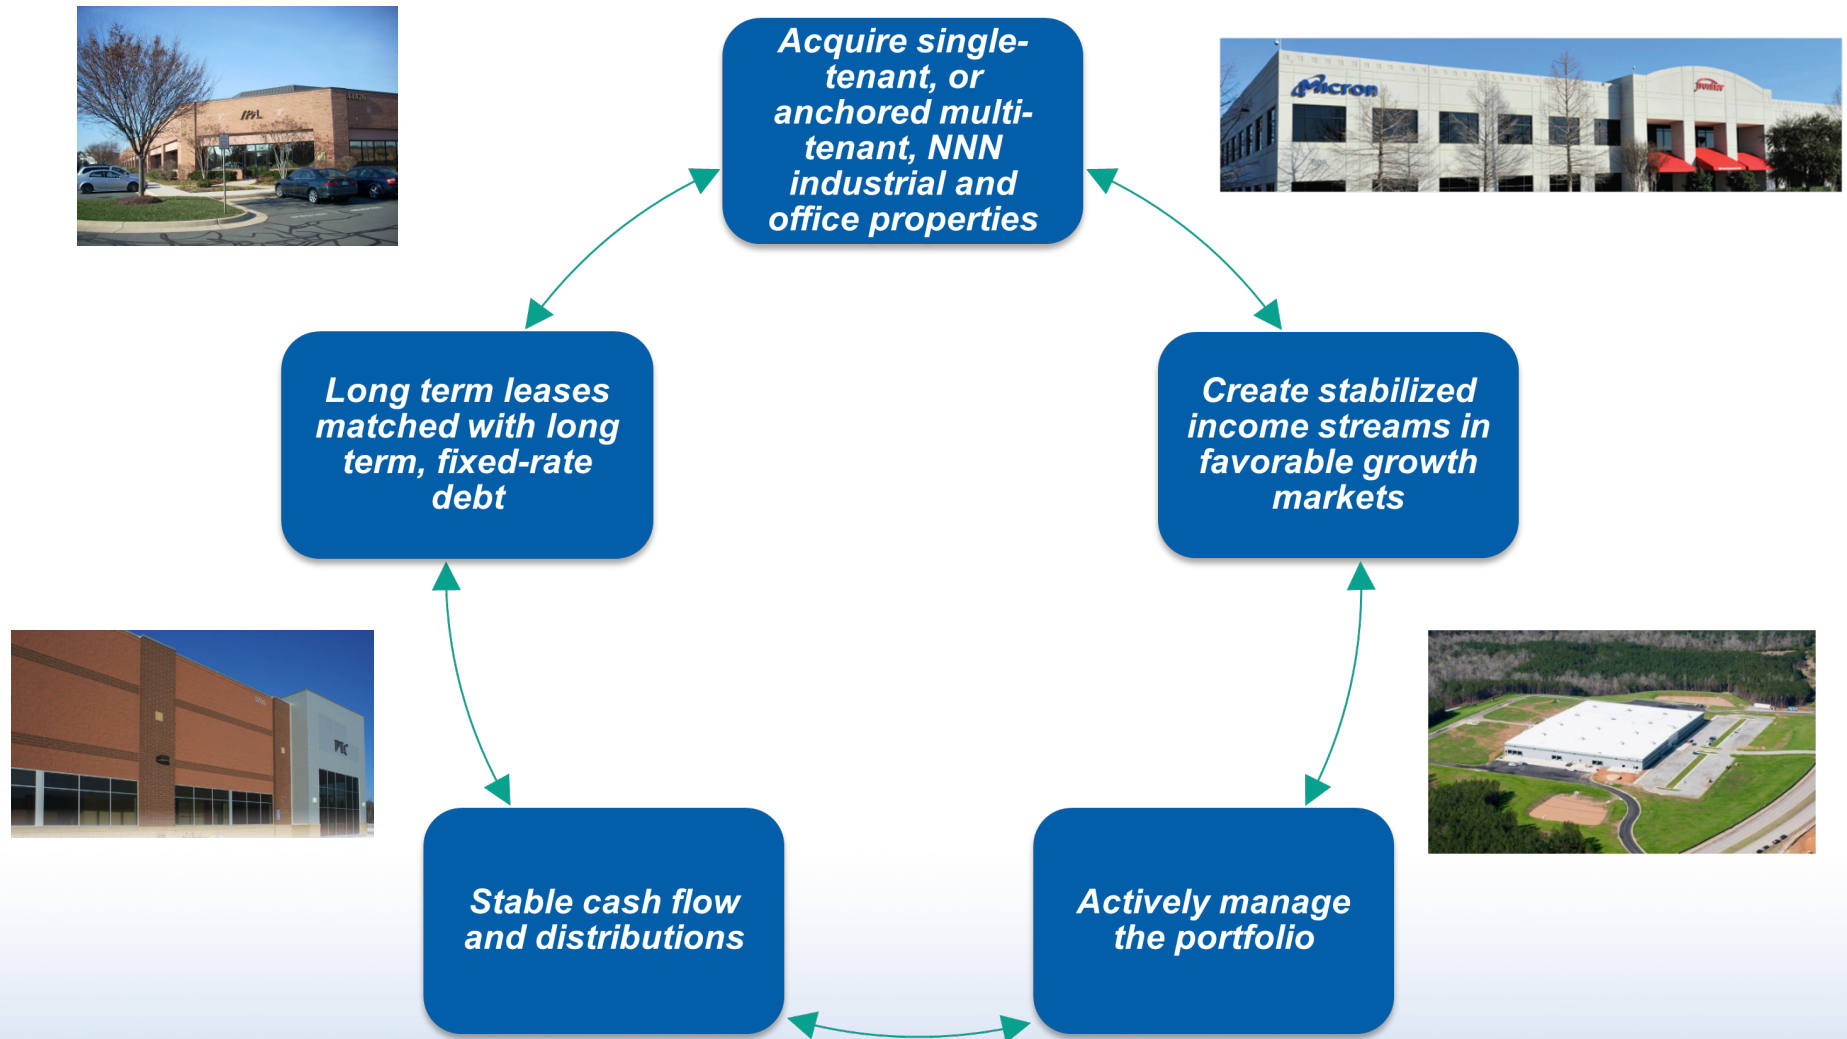 Acquire single-
tenant, or
anchored multi-
tenant, NNN
industrial and
office properties
Micron
frontier
Long term leases
matched with long
term, fixed-rate
debt
Create stabilized
income streams in
favorable growth
markets
Stable cash flow
and distributions
Actively manage
the portfolio